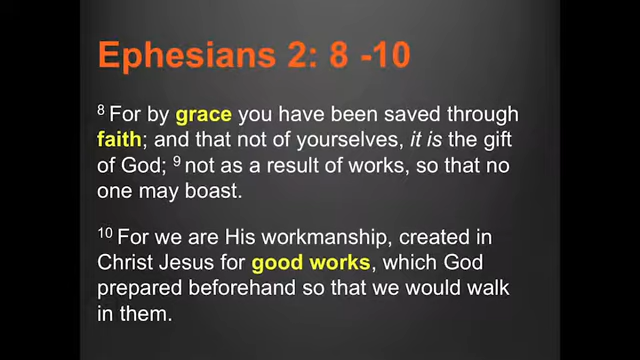 Ephesians 2: 8 -10
⁸ For by grace you have been saved through
faith; and that not of yourselves, it is the gift
of God; ⁹ not as a result of works, so that no
one may boast.
¹⁰ For we are His workmanship, created in
Christ Jesus for good works, which God
prepared beforehand so that we would walk
in them.